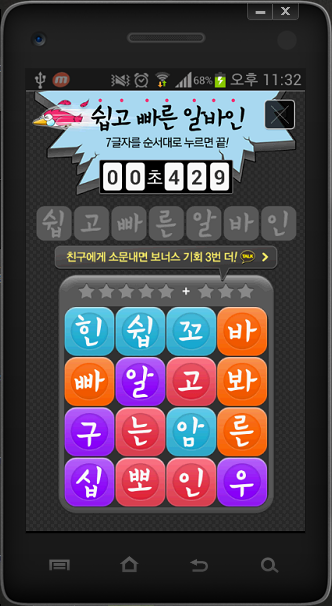 68% 오후 11:32
쉽고 빠른 알바인
7글자를 순서대로 누르면 끝!
00초429
쉽고빠른알바인
친구에게 소문내면 보너스 기회 3번 더! TALK
+
힌 쉽 꼬 바
빠 알 고 봐
구 는 암 른
십 뽀 인 우